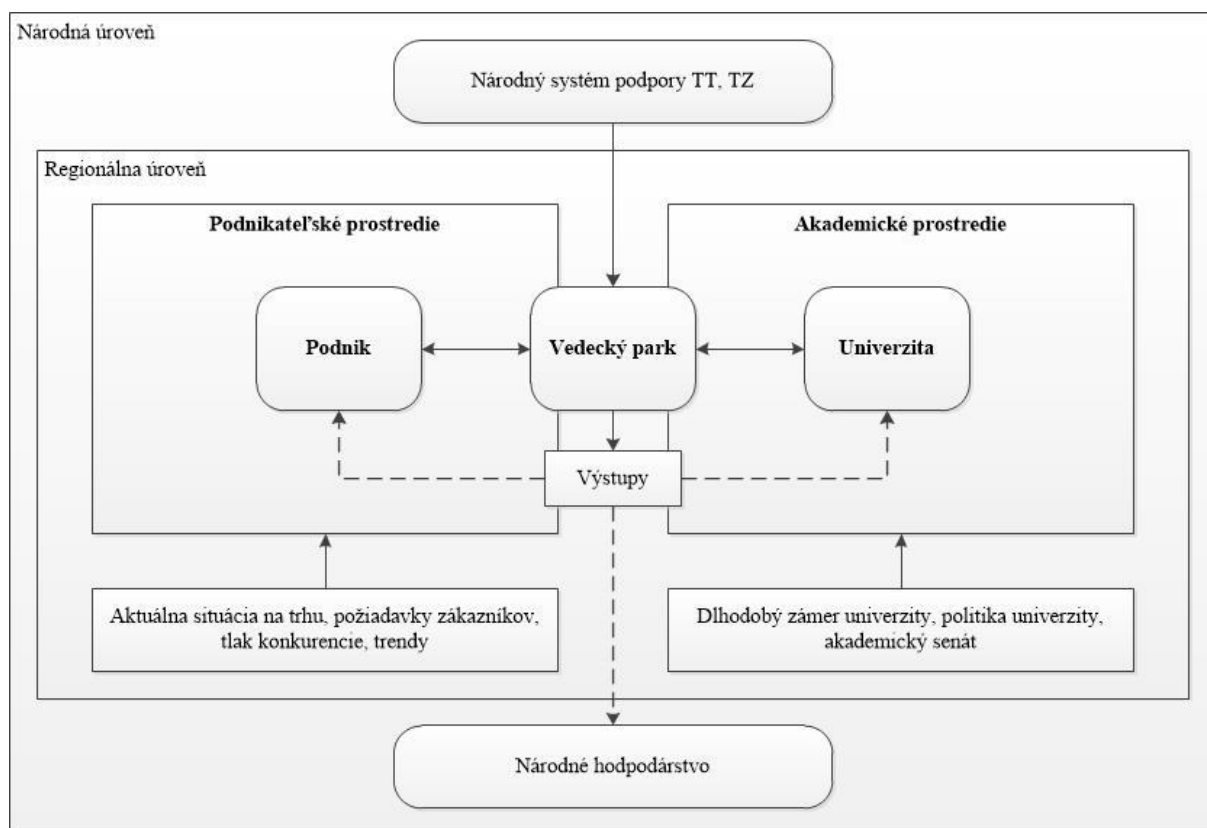 Národná úroveň
Národný systém podpory TT, TZ
Regionálna úroveň
Podnikateľské prostredie
Akademické prostredie
Podnik
Vedecký park
Univerzita
Výstupy
Aktuálna situácia na trhu, požiadavky zákazníkov,
tlak konkurencie, trendy
Dlhodobý zámer univerzity, politika univerzity,
akademický senát
Národné hodpodárstvo